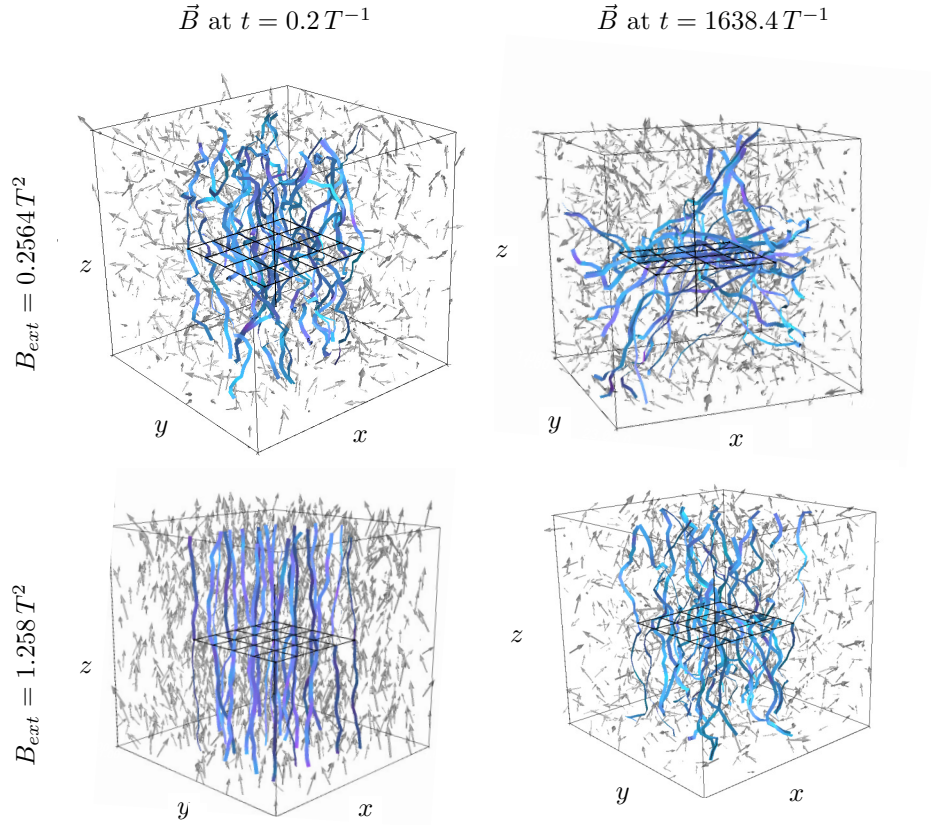 $\vec{B}$ at $t = 0.2\,T^{-1}$
$\vec{B}$ at $t = 1638.4\,T^{-1}$
$B_{ext} = 0.2564\,T^2$
z
y
x
z
y
x
$B_{ext} = 1.258\,T^2$
z
y
x
z
y
x